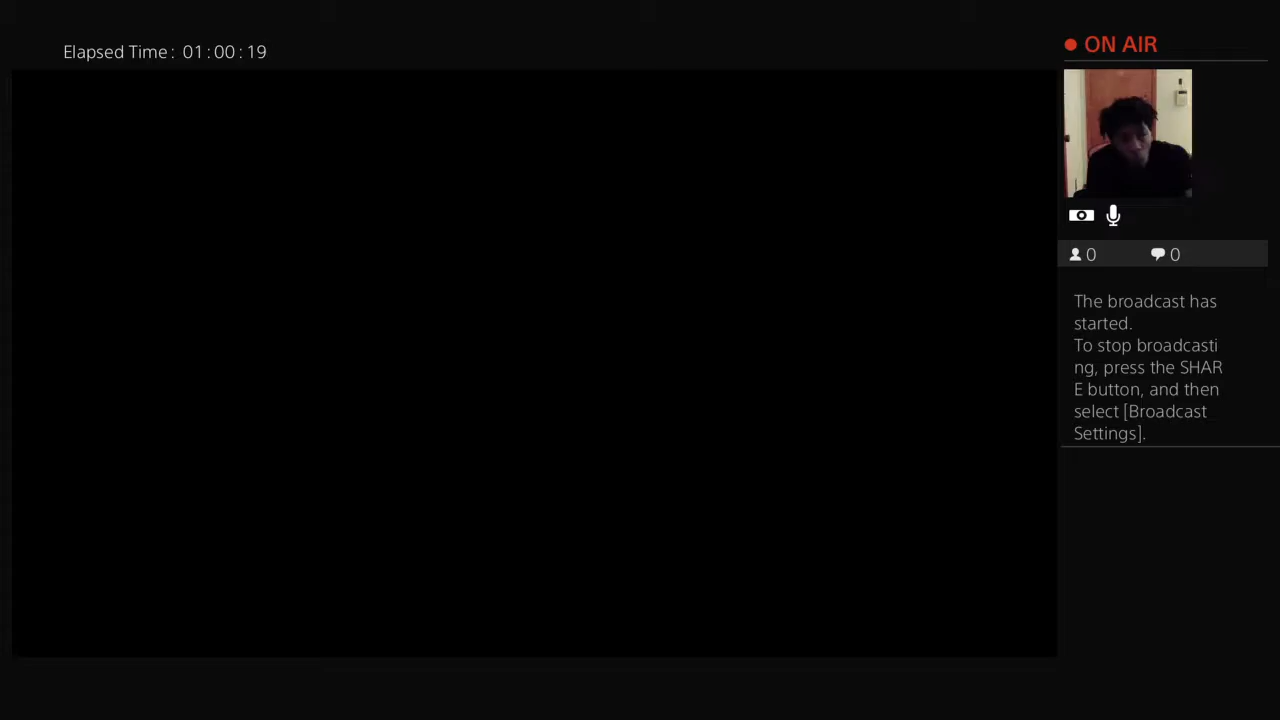 Elapsed Time: 01:00:19
ON AIR
0 0
The broadcast has
started.
To stop broadcasti
ng, press the SHAR
E button, and then
select [Broadcast
Settings].